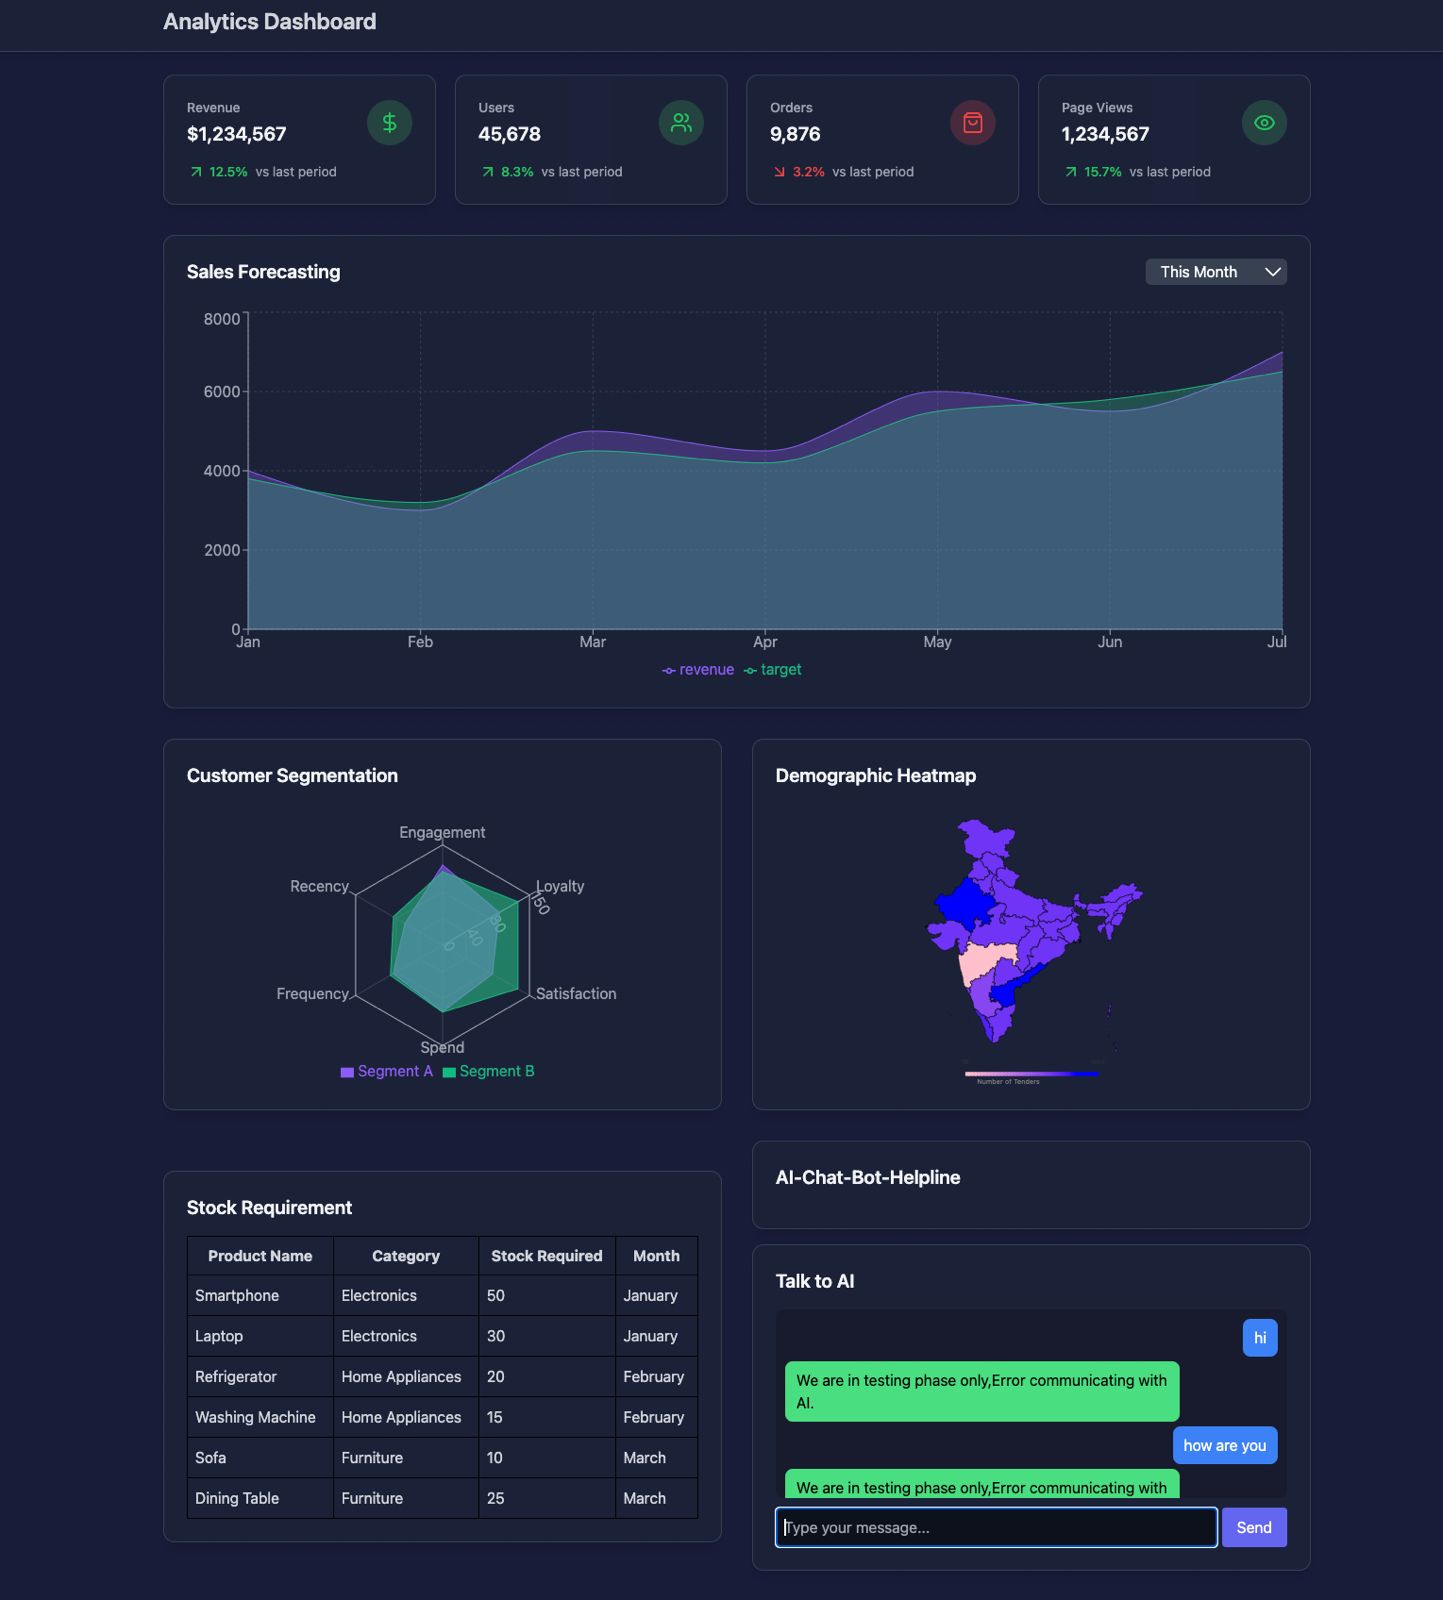 Analytics Dashboard
Revenue
$1,234,567
12.5% vs last period
Users
45,678
8.3% vs last period
Orders
9,876
3.2% vs last period
Page Views
1,234,567
15.7% vs last period
Sales Forecasting
This Month
8000
6000
4000
2000
0
Jan Feb Mar Apr May Jun Jul
revenue target
Customer Segmentation
Engagement
Recency
Loyalty
150
40
0
Frequency
Satisfaction
Spend
Segment A Segment B
Demographic Heatmap
Number of Tenders
Stock Requirement
Product Name Category Stock Required Month
Smartphone Electronics 50 January
Laptop Electronics 30 January
Refrigerator Home Appliances 20 February
Washing Machine Home Appliances 15 February
Sofa Furniture 10 March
Dining Table Furniture 25 March
AI-Chat-Bot-Helpline
Talk to AI
hi
We are in testing phase only,Error communicating with
AI.
how are you
We are in testing phase only,Error communicating with
Type your message...
Send